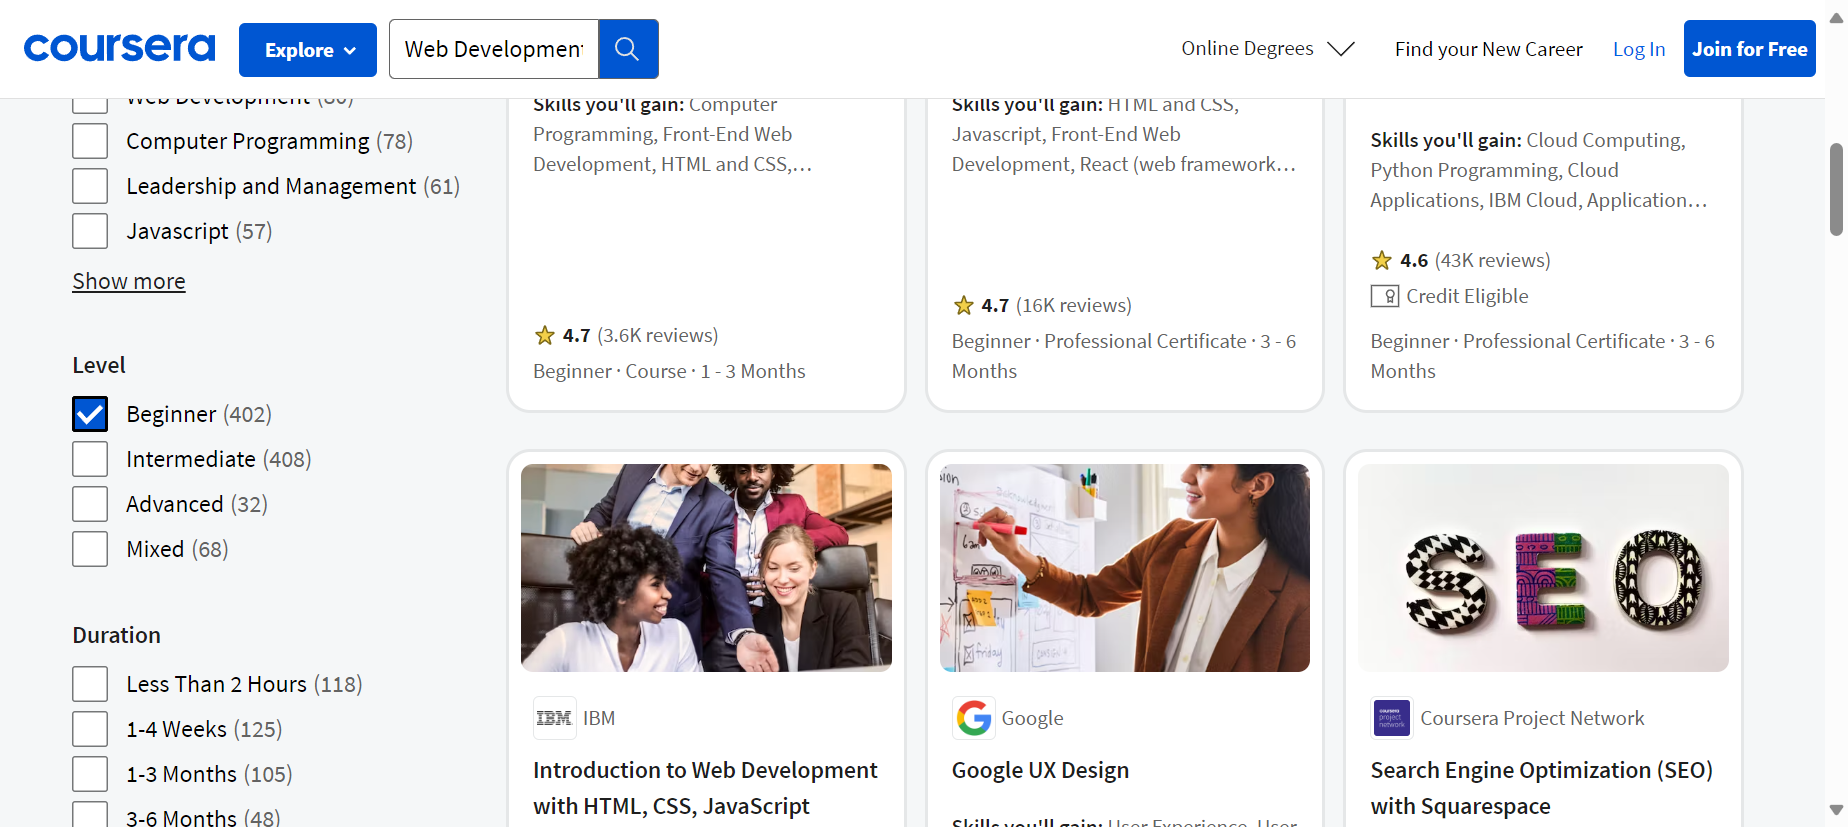 coursera
Explore
Web Development
Online Degrees
Find your New Career
Log In
Join for Free
Web Development (80)
Computer Programming (78)
Leadership and Management (61)
Javascript (57)
Show more
Level
Beginner (402)
Intermediate (408)
Advanced (32)
Mixed (68)
Duration
Less Than 2 Hours (118)
1-4 Weeks (125)
1-3 Months (105)
3-6 Months (48)
Skills you'll gain: Computer
Programming, Front-End Web
Development, HTML and CSS,…
4.7 (3.6K reviews)
Beginner · Course · 1 - 3 Months
Skills you'll gain: HTML and CSS,
Javascript, Front-End Web
Development, React (web framework…
4.7 (16K reviews)
Beginner · Professional Certificate · 3 - 6
Months
Skills you'll gain: Cloud Computing,
Python Programming, Cloud
Applications, IBM Cloud, Application…
4.6 (43K reviews)
Credit Eligible
Beginner · Professional Certificate · 3 - 6
Months
IBM
IBM
Introduction to Web Development
with HTML, CSS, JavaScript
friday
Google
Google UX Design
Skills you'll gain: User Experience, User
SEO
coursera
project
network
Coursera Project Network
Search Engine Optimization (SEO)
with Squarespace